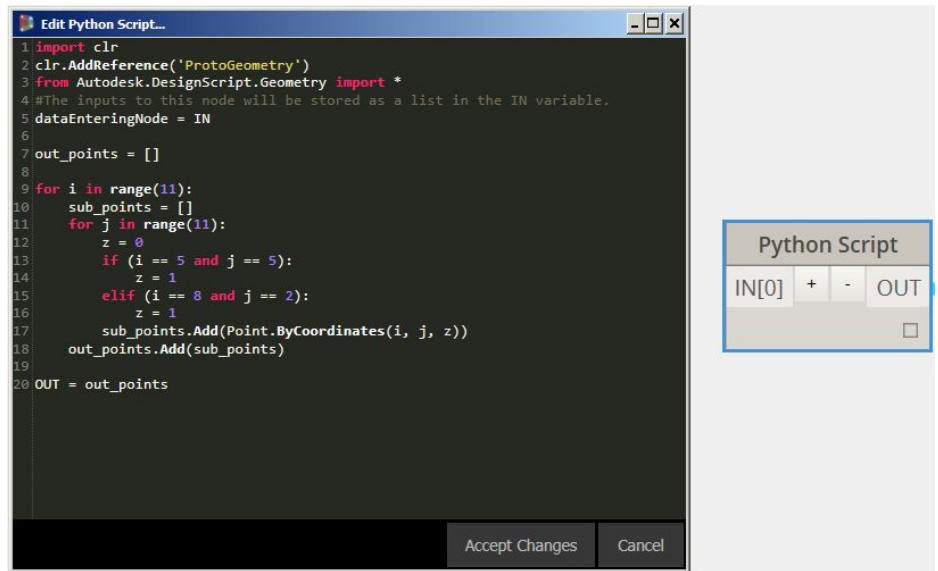 Edit Python Script...
1 import clr
2 clr.AddReference('ProtoGeometry')
3 from Autodesk.DesignScript.Geometry import *
4 #The inputs to this node will be stored as a list in the IN variable.
5 dataEnteringNode = IN
6
7 out_points = []
8
9 for i in range(11):
10     sub_points = []
11     for j in range(11):
12         z = 0
13         if (i == 5 and j == 5):
14             z = 1
15         elif (i == 8 and j == 2):
16             z = 1
17         sub_points.Add(Point.ByCoordinates(i, j, z))
18     out_points.Add(sub_points)
19
20 OUT = out_points
Accept Changes Cancel
Python Script
IN[0] + - OUT